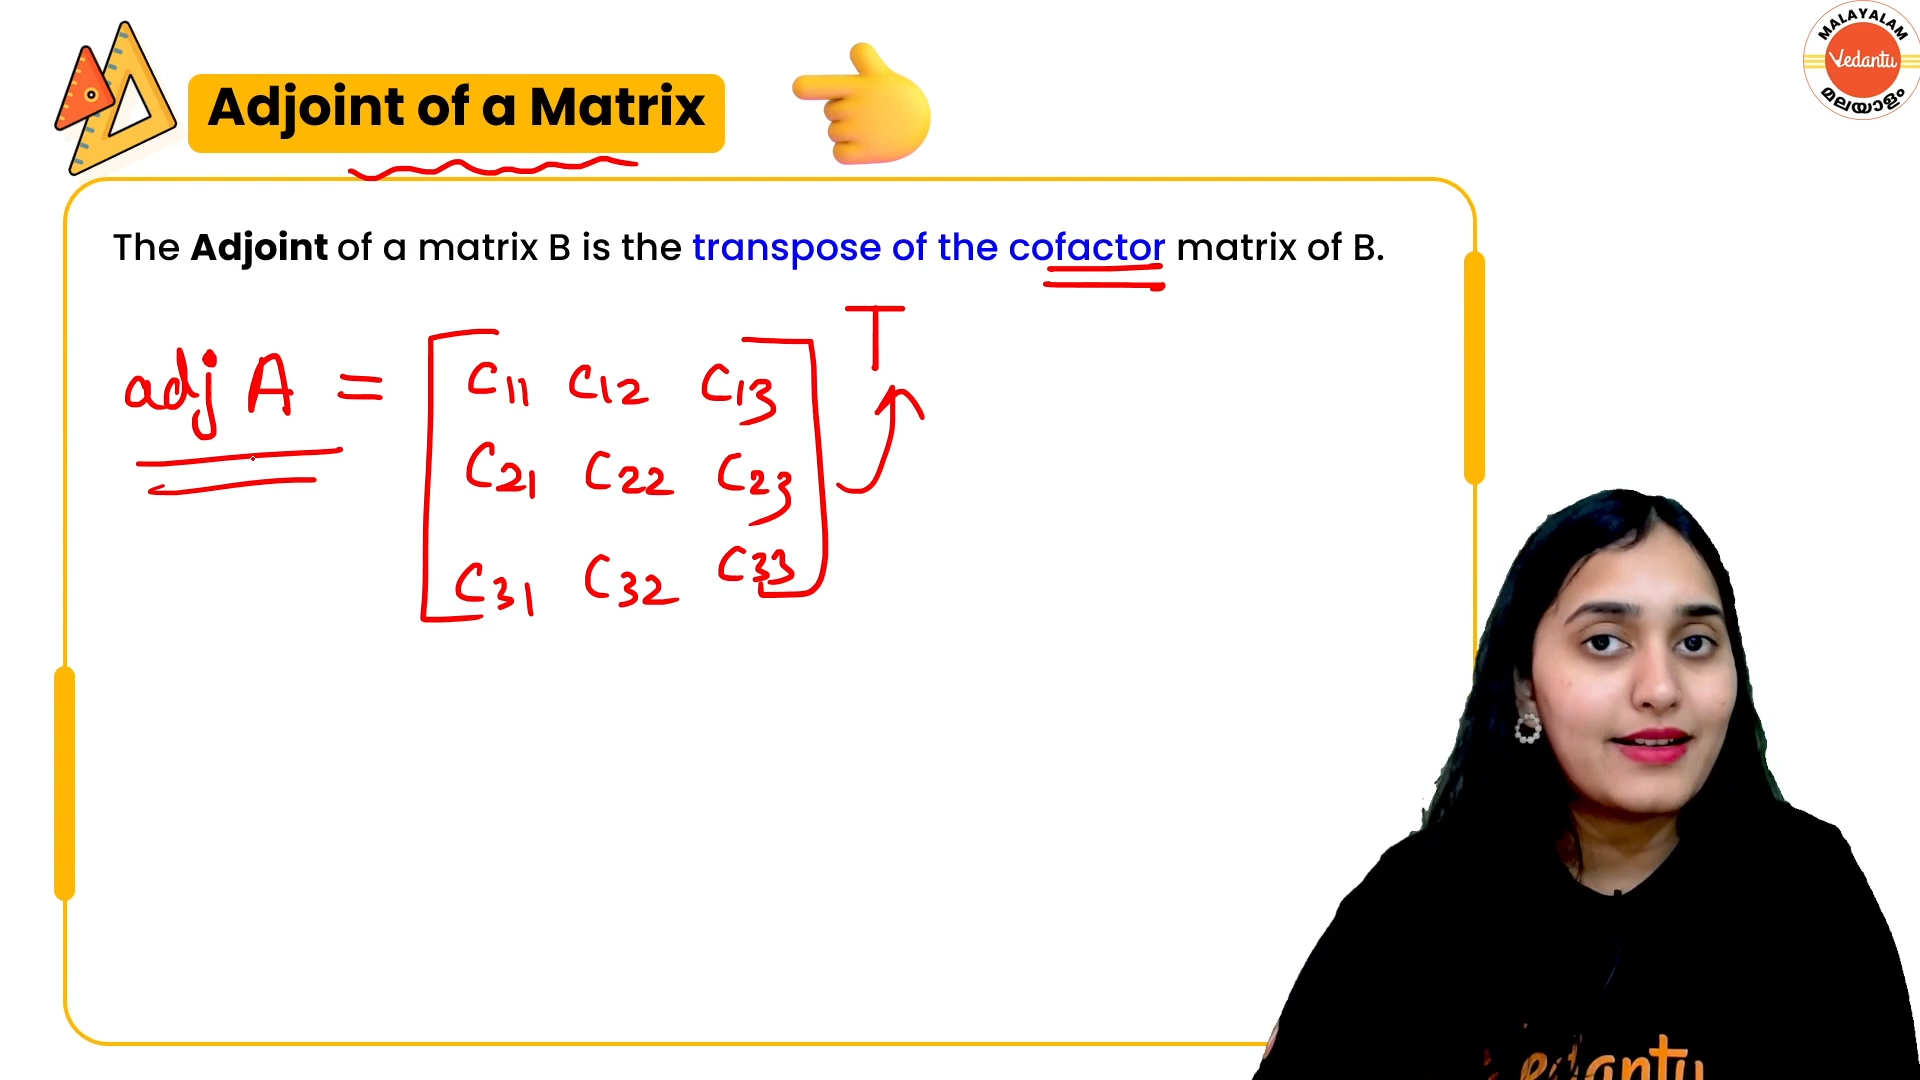 Adjoint of a Matrix
MALAYALAM
Vedantu
മലയാളം
The Adjoint of a matrix B is the transpose of the cofactor matrix of B.
T
adj A = [ C11 C12 C13
C21 C22 C23
C31 C32 C33 ]
Vedantu